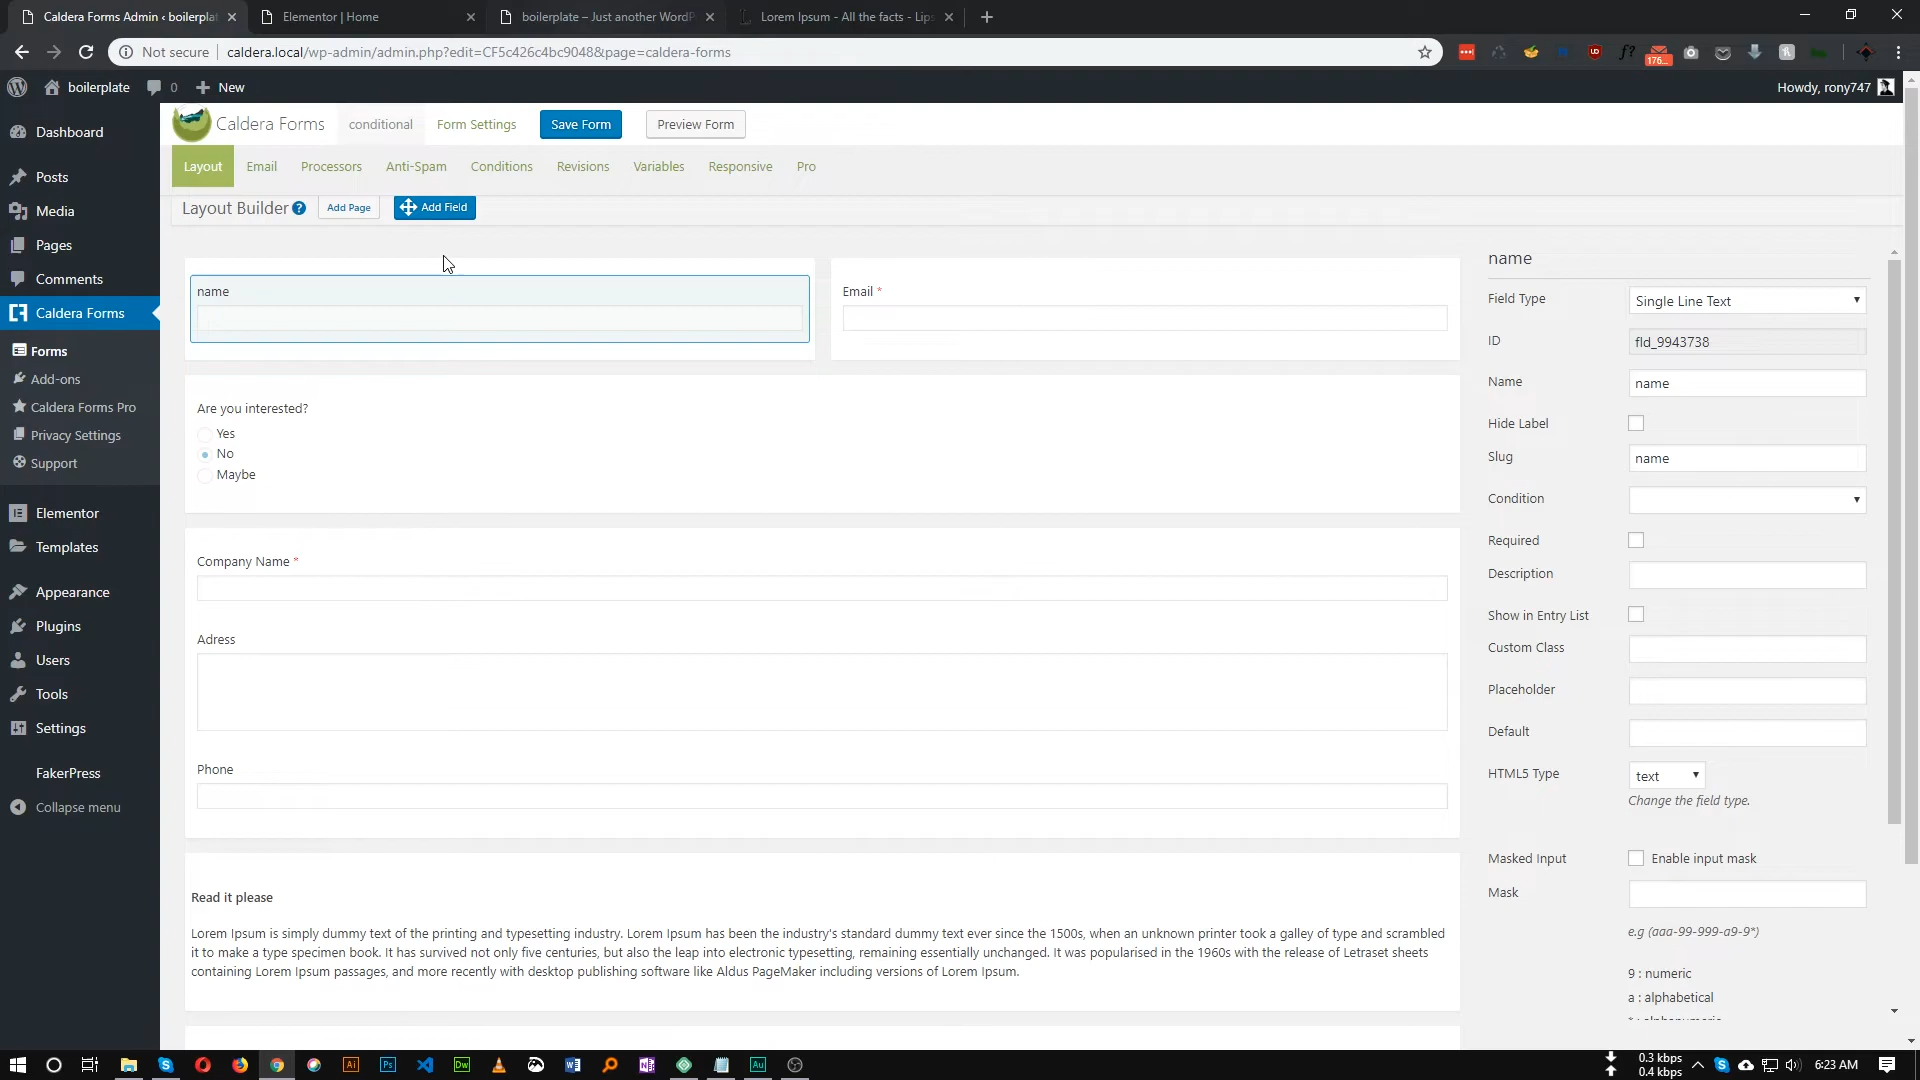 Caldera Forms Admin ‹ boilerplat
Elementor | Home
boilerplate – Just another WordP
Lorem Ipsum - All the facts - Lips
Not secure
caldera.local/wp-admin/admin.php?edit=CF5c426c4bc9048&page=caldera-forms
176...
boilerplate
0
New
Howdy, rony747
Dashboard
Posts
Media
Pages
Comments
Caldera Forms
Forms
Add-ons
Caldera Forms Pro
Privacy Settings
Support
Elementor
Templates
Appearance
Plugins
Users
Tools
Settings
FakerPress
Collapse menu
Caldera Forms
conditional
Form Settings
Save Form
Preview Form
Layout
Email
Processors
Anti-Spam
Conditions
Revisions
Variables
Responsive
Pro
Layout Builder
Add Page
Add Field
name
Email *
Are you interested?
Yes
No
Maybe
Company Name *
Adress
Phone
Read it please
Lorem Ipsum is simply dummy text of the printing and typesetting industry. Lorem Ipsum has been the industry's standard dummy text ever since the 1500s, when an unknown printer took a galley of type and scrambled
it to make a type specimen book. It has survived not only five centuries, but also the leap into electronic typesetting, remaining essentially unchanged. It was popularised in the 1960s with the release of Letraset sheets
containing Lorem Ipsum passages, and more recently with desktop publishing software like Aldus PageMaker including versions of Lorem Ipsum.
name
Field Type
Single Line Text
ID
fld_9943738
Name
name
Hide Label
Slug
name
Condition
Required
Description
Show in Entry List
Custom Class
Placeholder
Default
HTML5 Type
text
Change the field type.
Masked Input
Enable input mask
Mask
e.g (aaa-99-999-a9-9*)
9 : numeric
a : alphabetical
* : alphanumeric
0.3 kbps
0.4 kbps
6:23 AM